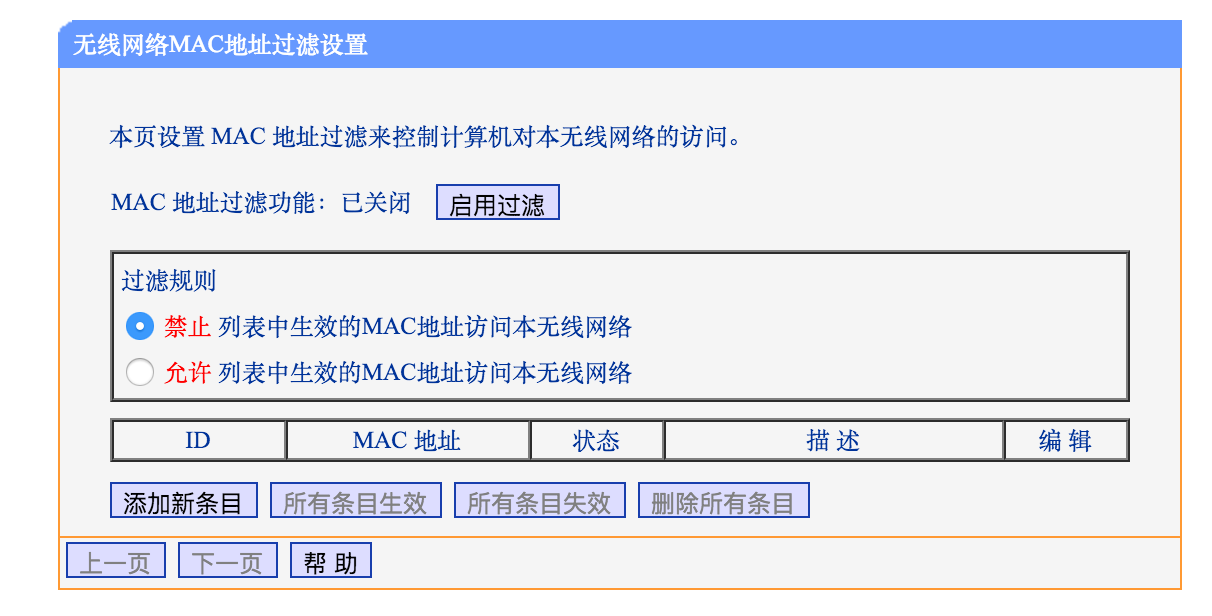 无线网络MAC地址过滤设置
本页设置 MAC 地址过滤来控制计算机对本无线网络的访问。
MAC 地址过滤功能：已关闭 启用过滤
过滤规则
禁止 列表中生效的MAC地址访问本无线网络
允许 列表中生效的MAC地址访问本无线网络
ID MAC 地址 状态 描 述 编 辑
添加新条目 所有条目生效 所有条目失效 删除所有条目
上一页 下一页 帮 助